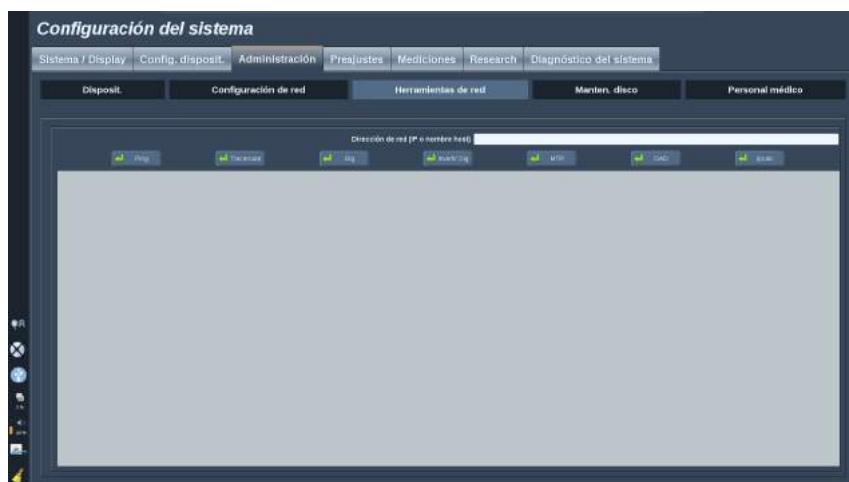 Configuración del sistema
Sistema / Display Config. disposit. Administración Preajustes Mediciones Research Diagnóstico del sistema
Disposit. Configuración de red Herramientas de red Manten. disco Personal médico
Dirección de red (IP o nombre host)
Ping Traceroute Dig MTR
R